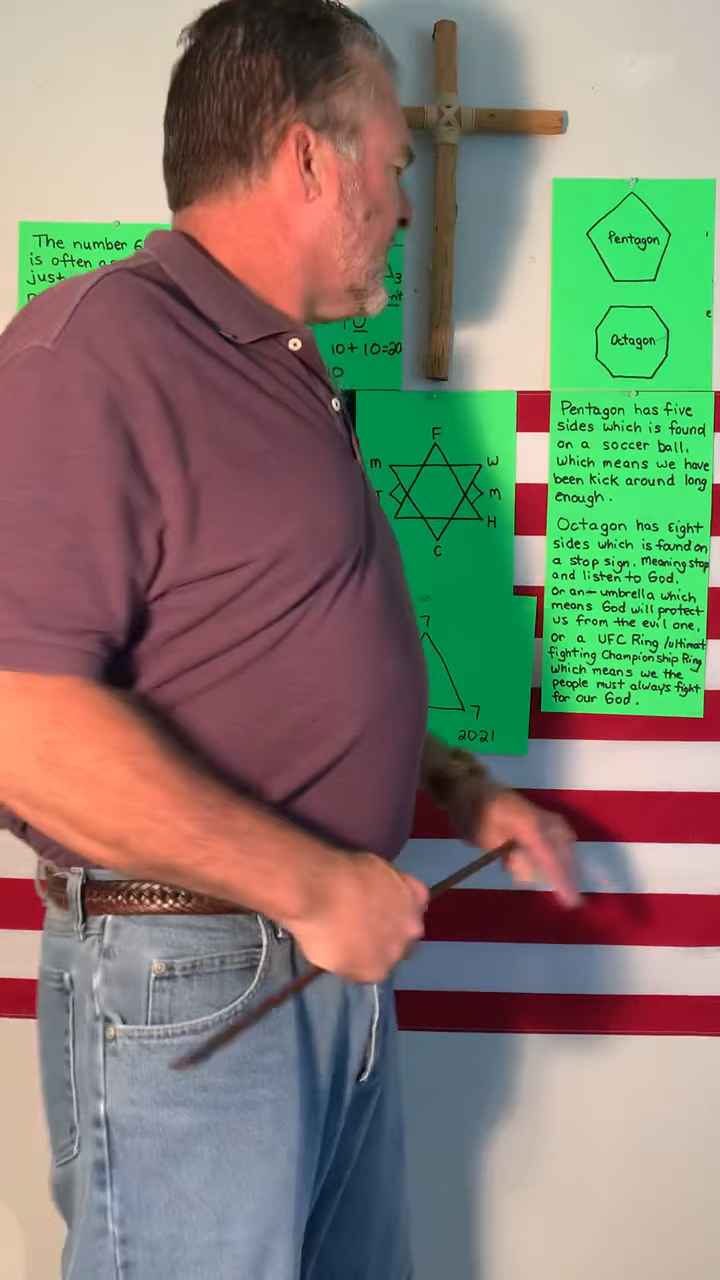 The number 6
is often
just
10+10=20
10
F
m W
T m
H
C
7
7
2021
Pentagon
Octagon
Pentagon has five
sides which is found
on a soccer ball,
which means we have
been kick around long
enough.
Octagon has Eight
sides which is found on
a stop sign. Meaning stop
and listen to God.
or an umbrella which
means God will protect
us from the evil one.
or a UFC Ring /ultimast
fighting Championship Ring
which means we the
people must always fight
for our God.